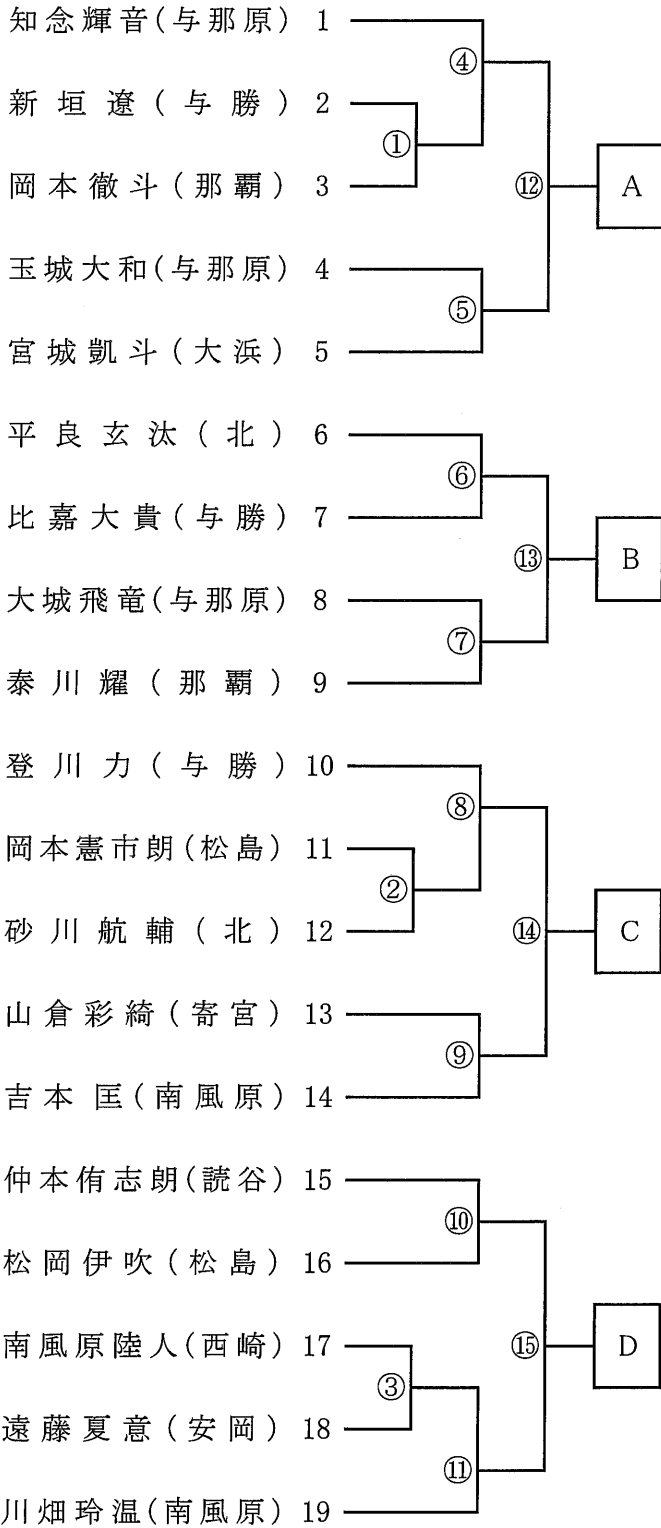 知念輝音(与那原) 1
④
新垣遼(与勝) 2
①
岡本徹斗(那覇) 3
⑫ A
玉城大和(与那原) 4
⑤
宮城凱斗(大浜) 5
平良玄汰(北) 6
⑥
比嘉大貴(与勝) 7
⑬ B
大城飛竜(与那原) 8
⑦
泰川耀(那覇) 9
登川力(与勝) 10
⑧
岡本憲市朗(松島) 11
②
砂川航輔(北) 12
⑭ C
山倉彩綺(寄宮) 13
⑨
吉本匡(南風原) 14
仲本侑志朗(読谷) 15
⑩
松岡伊吹(松島) 16
南風原陸人(西崎) 17
⑮ D
③
遠藤夏意(安岡) 18
⑪
川畑玲温(南風原) 19